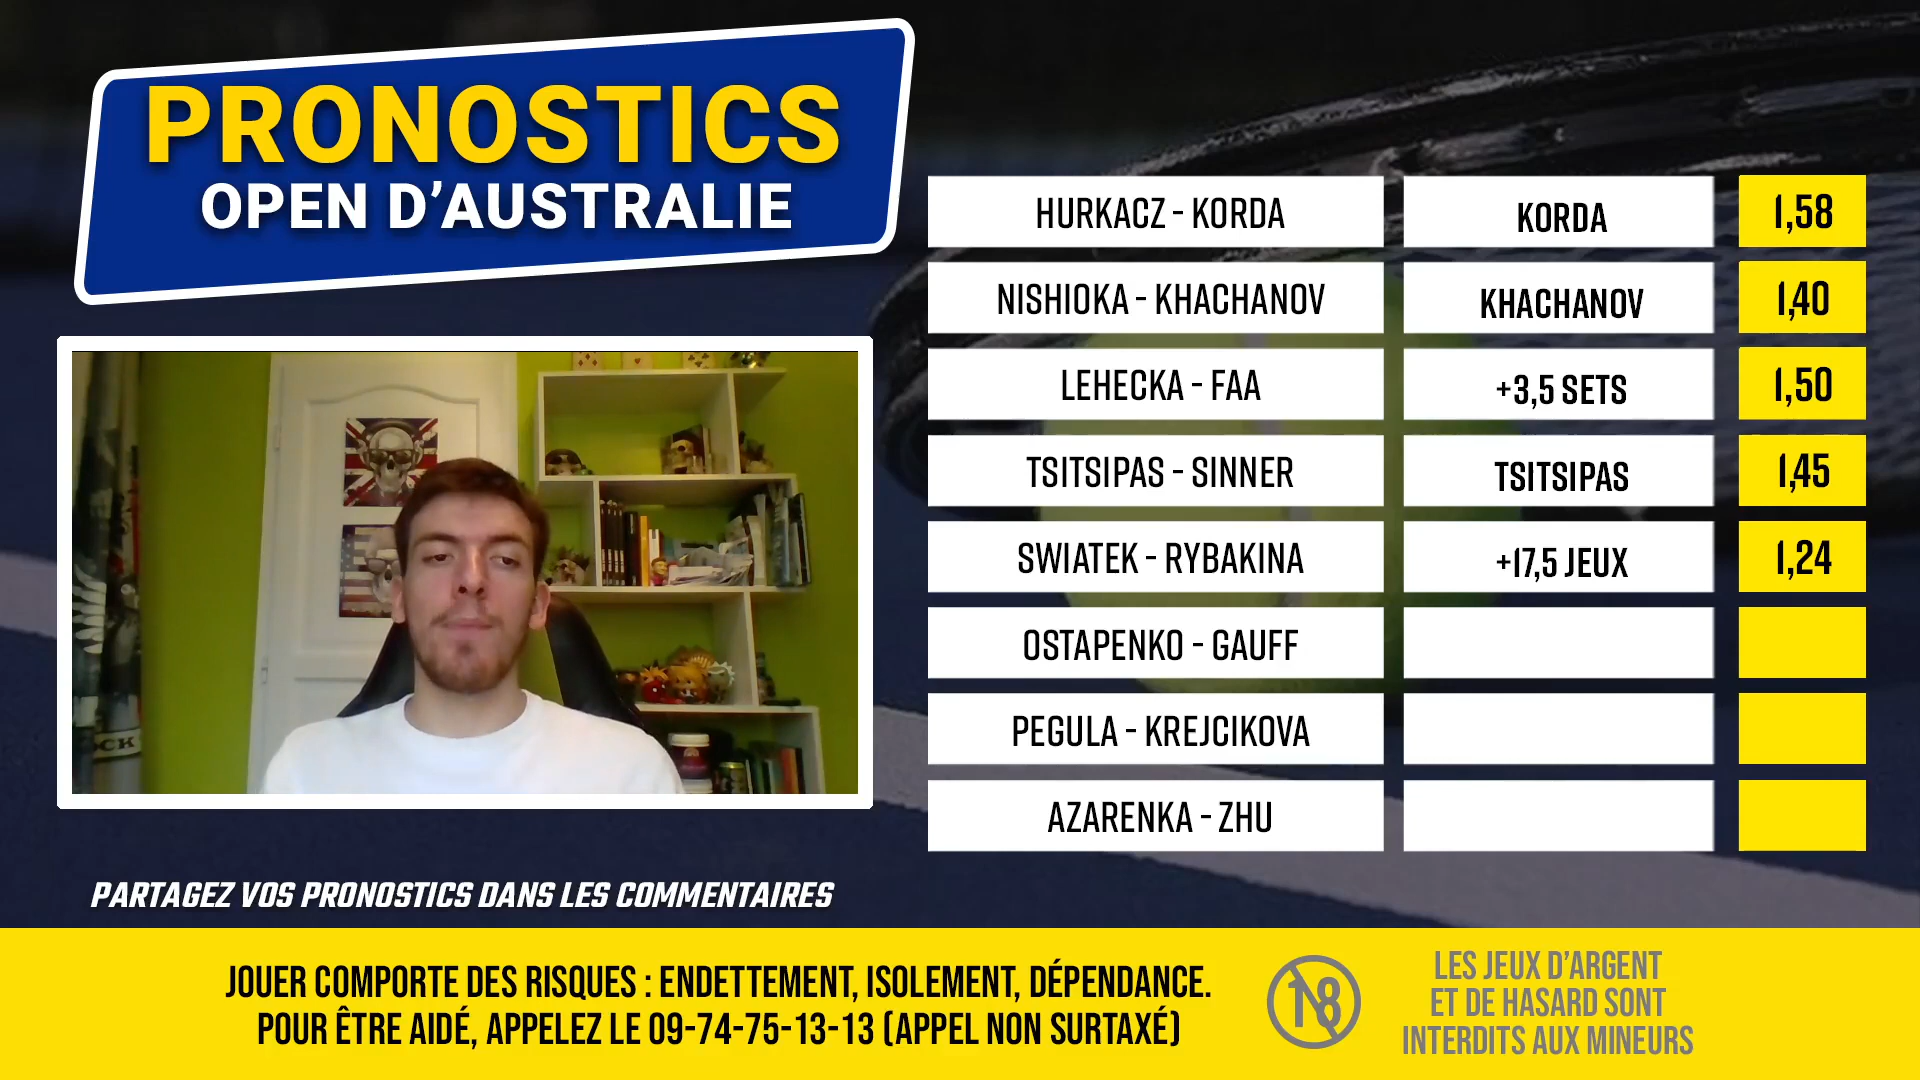 PRONOSTICS
OPEN D'AUSTRALIE
HURKACZ - KORDA KORDA 1,58
NISHIOKA - KHACHANOV KHACHANOV 1,40
LEHECKA - FAA +3,5 SETS 1,50
TSITSIPAS - SINNER TSITSIPAS 1,45
SWIATEK - RYBAKINA +17,5 JEUX 1,24
OSTAPENKO - GAUFF
PEGULA - KREJCIKOVA
AZARENKA - ZHU
PARTAGEZ VOS PRONOSTICS DANS LES COMMENTAIRES
JOUER COMPORTE DES RISQUES : ENDETTEMENT, ISOLEMENT, DÉPENDANCE.
POUR ÊTRE AIDÉ, APPELEZ LE 09-74-75-13-13 (APPEL NON SURTAXÉ)
18
LES JEUX D'ARGENT
ET DE HASARD SONT
INTERDITS AUX MINEURS